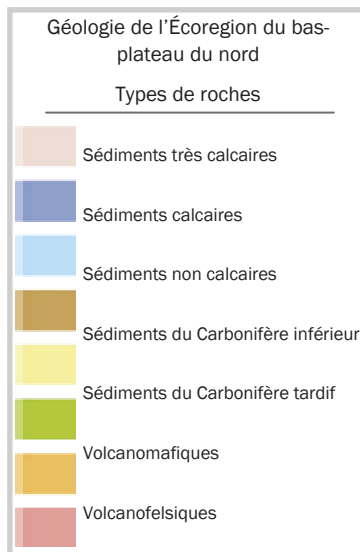 Géologie de l'Écoregion du bas-
plateau du nord
Types de roches
Sédiments très calcaires
Sédiments calcaires
Sédiments non calcaires
Sédiments du Carbonifère inférieur
Sédiments du Carbonifère tardif
Volcanomafiques
Volcanofelsiques